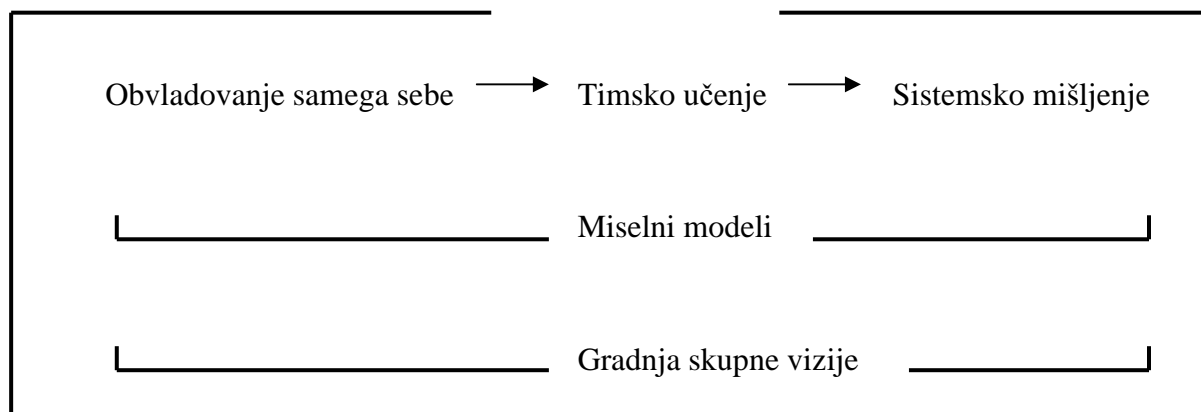 Obvladovanje samega sebe Timsko učenje Sistemsko mišljenje
Miselni modeli
Gradnja skupne vizije